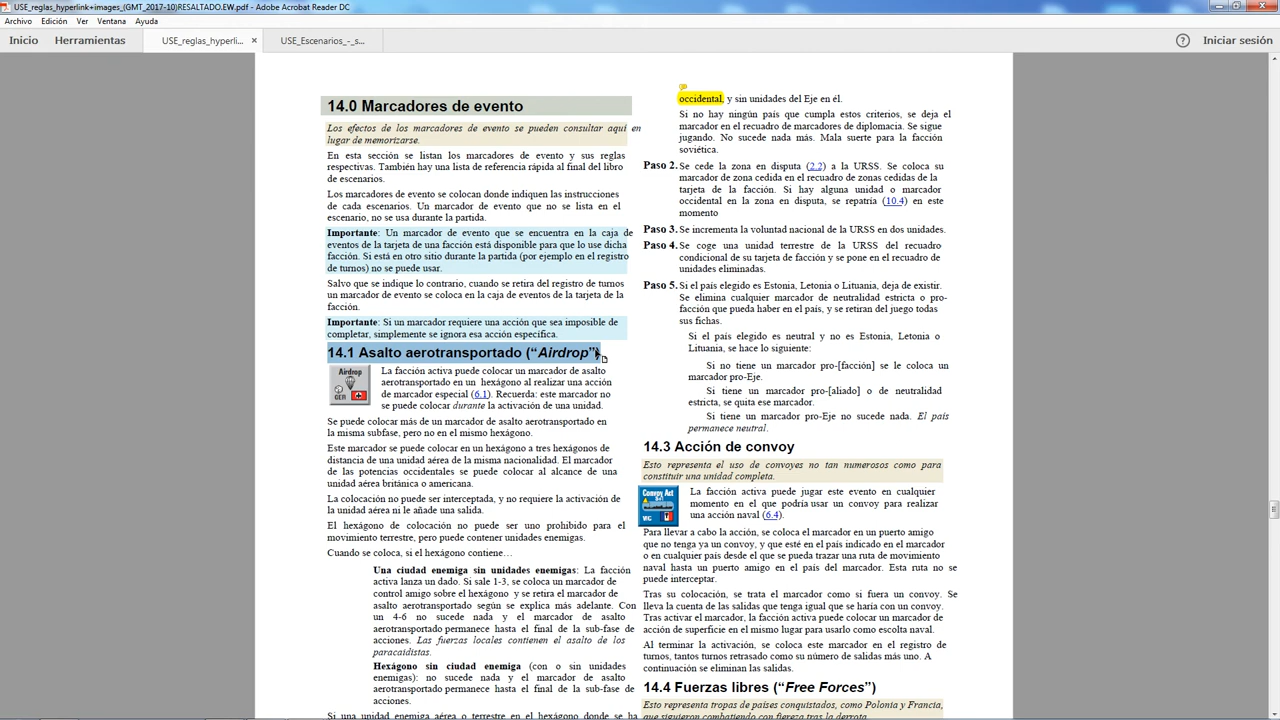 USE_reglas_hyperlink+images_(GMT_2017-10)RESALTADO.EW.pdf - Adobe Acrobat Reader DC
Archivo Edición Ver Ventana Ayuda
Inicio Herramientas USE_reglas_hyperli... × USE_Escenarios_-_s... ? Iniciar sesión
14.0 Marcadores de evento
Los efectos de los marcadores de evento se pueden consultar aquí en
lugar de memorizarse.
En esta sección se listan los marcadores de evento y sus reglas
respectivas. También hay una lista de referencia rápida al final del libro
de escenarios.
Los marcadores de evento se colocan donde indiquen las instrucciones
de cada escenarios. Un marcador de evento que no se lista en el
escenario, no se usa durante la partida.
Importante: Un marcador de evento que se encuentra en la caja de
eventos de la tarjeta de una facción está disponible para que lo use dicha
facción. Si está en otro sitio durante la partida (por ejemplo en el registro
de turnos) no se puede usar.
Salvo que se indique lo contrario, cuando se retira del registro de turnos
un marcador de evento se coloca en la caja de eventos de la tarjeta de la
facción.
Importante: Si un marcador requiere una acción que sea imposible de
completar, simplemente se ignora esa acción específica.
14.1 Asalto aerotransportado (“Airdrop”)
Airdrop
GER
La facción activa puede colocar un marcador de asalto
aerotransportado en un hexágono al realizar una acción
de marcador especial (6.1). Recuerda: este marcador no
se puede colocar durante la activación de una unidad.
Se puede colocar más de un marcador de asalto aerotransportado en
la misma subfase, pero no en el mismo hexágono.
Este marcador se puede colocar en un hexágono a tres hexágonos de
distancia de una unidad aérea de la misma nacionalidad. El marcador
de las potencias occidentales se puede colocar al alcance de una
unidad aérea británica o americana.
La colocación no puede ser interceptada, y no requiere la activación de
la unidad aérea ni le añade una salida.
El hexágono de colocación no puede ser uno prohibido para el
movimiento terrestre, pero puede contener unidades enemigas.
Cuando se coloca, si el hexágono contiene…
Una ciudad enemiga sin unidades enemigas: La facción
activa lanza un dado. Si sale 1-3, se coloca un marcador de
control amigo sobre el hexágono y se retira el marcador de
asalto aerotransportado según se explica más adelante. Con
un 4-6 no sucede nada y el marcador de asalto
aerotransportado permanece hasta el final de la sub-fase de
acciones. Las fuerzas locales contienen el asalto de los
paracaidistas.
Hexágono sin ciudad enemiga (con o sin unidades
enemigas): no sucede nada y el marcador de asalto
aerotransportado permanece hasta el final de la sub-fase de
acciones.
Si una unidad enemiga aérea o terrestre en el hexágono donde se ha
occidental, y sin unidades del Eje en él.
Si no hay ningún país que cumpla estos criterios, se deja el
marcador en el recuadro de marcadores de diplomacia. Se sigue
jugando. No sucede nada más. Mala suerte para la facción
soviética.
Paso 2. Se cede la zona en disputa (2.2) a la URSS. Se coloca su
marcador de zona cedida en el recuadro de zonas cedidas de la
tarjeta de la facción. Si hay alguna unidad o marcador
occidental en la zona en disputa, se repatría (10.4) en este
momento
Paso 3. Se incrementa la voluntad nacional de la URSS en dos unidades.
Paso 4. Se coge una unidad terrestre de la URSS del recuadro
condicional de su tarjeta de facción y se pone en el recuadro de
unidades eliminadas.
Paso 5. Si el país elegido es Estonia, Letonia o Lituania, deja de existir.
Se elimina cualquier marcador de neutralidad estricta o pro-
facción que pueda haber en el país, y se retiran del juego todas
sus fichas.
Si el país elegido es neutral y no es Estonia, Letonia o
Lituania, se hace lo siguiente:
Si no tiene un marcador pro-[facción] se le coloca un
marcador pro-Eje.
Si tiene un marcador pro-[aliado] o de neutralidad
estricta, se quita ese marcador.
Si tiene un marcador pro-Eje no sucede nada. El país
permanece neutral.
14.3 Acción de convoy
Esto representa el uso de convoyes no tan numerosos como para
constituir una unidad completa.
Convoy Act
La facción activa puede jugar este evento en cualquier
momento en el que podría usar un convoy para realizar
una acción naval (6.4).
Para llevar a cabo la acción, se coloca el marcador en un puerto amigo
que no tenga ya un convoy, y que esté en el país indicado en el marcador
o en cualquier país desde el que se pueda trazar una ruta de movimiento
naval hasta un puerto amigo en el país del marcador. Esta ruta no se
puede interceptar.
Tras su colocación, se trata el marcador como si fuera un convoy. Se
lleva la cuenta de las salidas que tenga igual que se haría con un convoy.
Tras activar el marcador, la facción activa puede colocar un marcador de
acción de superficie en el mismo lugar para usarlo como escolta naval.
Al terminar la activación, se coloca este marcador en el registro de
turnos, tantos turnos retrasado como su número de salidas más uno. A
continuación se eliminan las salidas.
14.4 Fuerzas libres (“Free Forces”)
Esto representa tropas de países conquistados, como Polonia y Francia,
que siguieron combatiendo con fiereza tras la derrota.